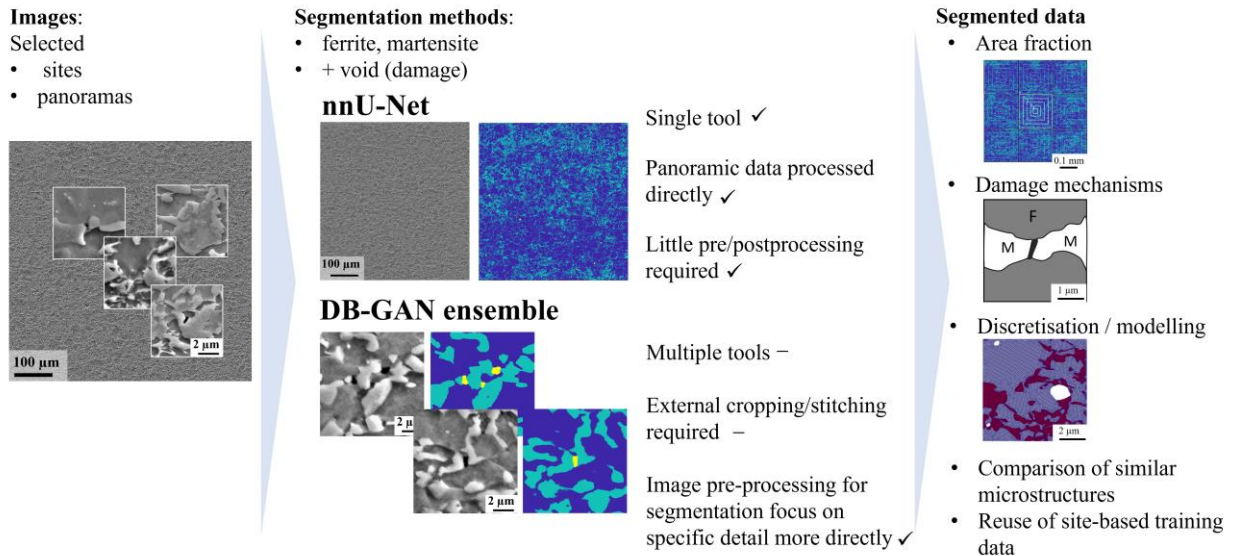 Images:
Selected
• sites
• panoramas
100 µm
2 µm
Segmentation methods:
• ferrite, martensite
• + void (damage)
nnU-Net
100 µm
Single tool ✓
Panoramic data processed
directly ✓
Little pre/postprocessing
required ✓
DB-GAN ensemble
2 µm
2 µm
Multiple tools –
External cropping/stitching
required –
Image pre-processing for
segmentation focus on
specific detail more directly ✓
Segmented data
• Area fraction
0.1 mm
• Damage mechanisms
F
M
M
1 µm
• Discretisation / modelling
2 µm
• Comparison of similar
microstructures
• Reuse of site-based training
data